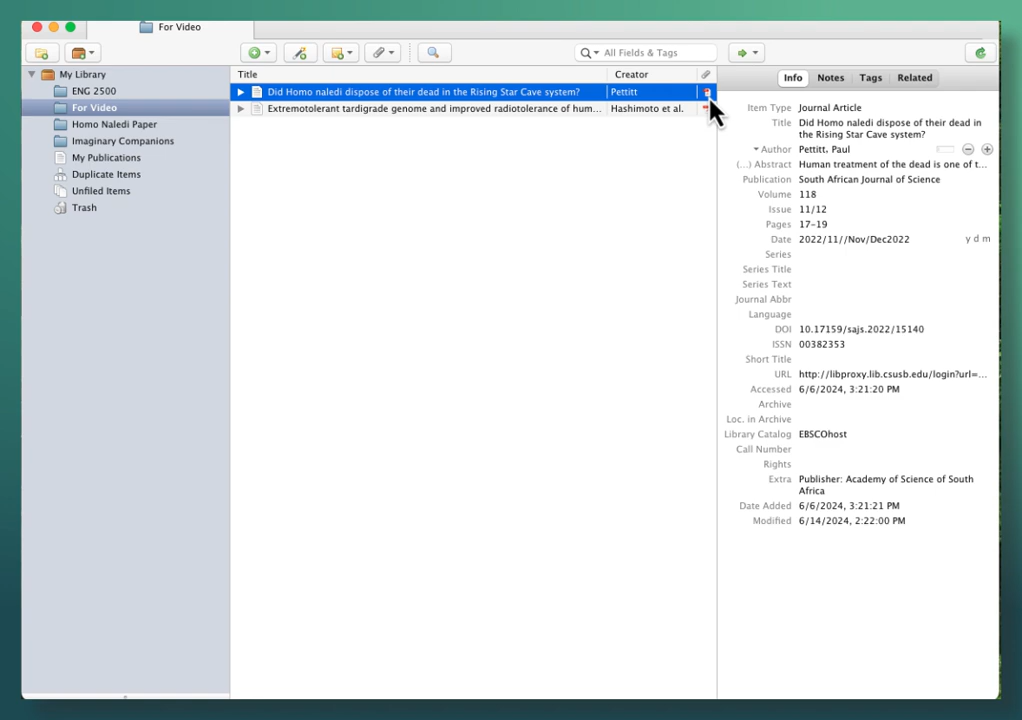 For Video
All Fields & Tags
My Library
ENG 2500
For Video
Homo Naledi Paper
Imaginary Companions
My Publications
Duplicate Items
Unfiled Items
Trash
Title Creator
Did Homo naledi dispose of their dead in the Rising Star Cave system? Pettitt
Extremotolerant tardigrade genome and improved radiotolerance of hum... Hashimoto et al.
Info Notes Tags Related
Item Type Journal Article
Title Did Homo naledi dispose of their dead in
the Rising Star Cave system?
Author Pettitt, Paul
(...) Abstract Human treatment of the dead is one of t...
Publication South African Journal of Science
Volume 118
Issue 11/12
Pages 17-19
Date 2022/11//Nov/Dec2022 y d m
Series
Series Title
Series Text
Journal Abbr
Language
DOI 10.17159/sajs.2022/15140
ISSN 00382353
Short Title
URL http://libproxy.lib.csusb.edu/login?url=...
Accessed 6/6/2024, 3:21:20 PM
Archive
Loc. in Archive
Library Catalog EBSCOhost
Call Number
Rights
Extra Publisher: Academy of Science of South
Africa
Date Added 6/6/2024, 3:21:21 PM
Modified 6/14/2024, 2:22:00 PM